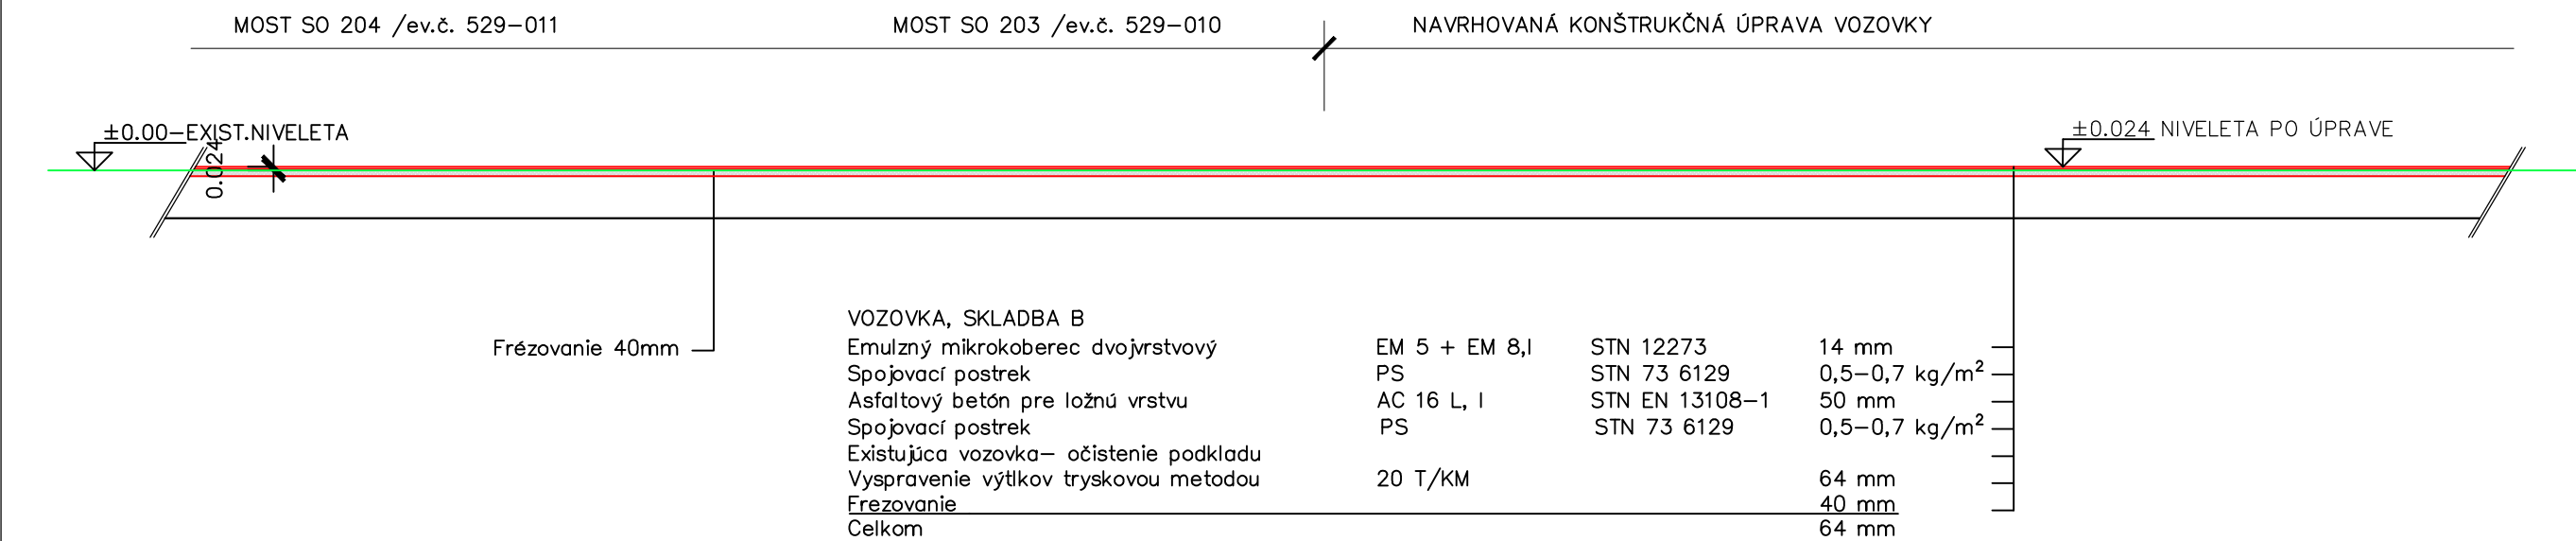 MOST SO 204 /ev.č. 529-011 MOST SO 203 /ev.č. 529-010 NAVRHOVANÁ KONŠTRUKČNÁ ÚPRAVA VOZOVKY
±0.00-EXIST.NIVELETA ±0.024 NIVELETA PO ÚPRAVE
0.024
Frézovanie 40mm
VOZOVKA, SKLADBA B
Emulzný mikrokoberec dvojvrstvový EM 5 + EM 8,I STN 12273 14 mm
Spojovací postrek PS STN 73 6129 0,5-0,7 kg/m²
Asfaltový betón pre ložnú vrstvu AC 16 L, I STN EN 13108-1 50 mm
Spojovací postrek PS STN 73 6129 0,5-0,7 kg/m²
Existujúca vozovka- očistenie podkladu
Vyspravenie výtlkov tryskovou metodou 20 T/KM 64 mm
Frezovanie 40 mm
Celkom 64 mm